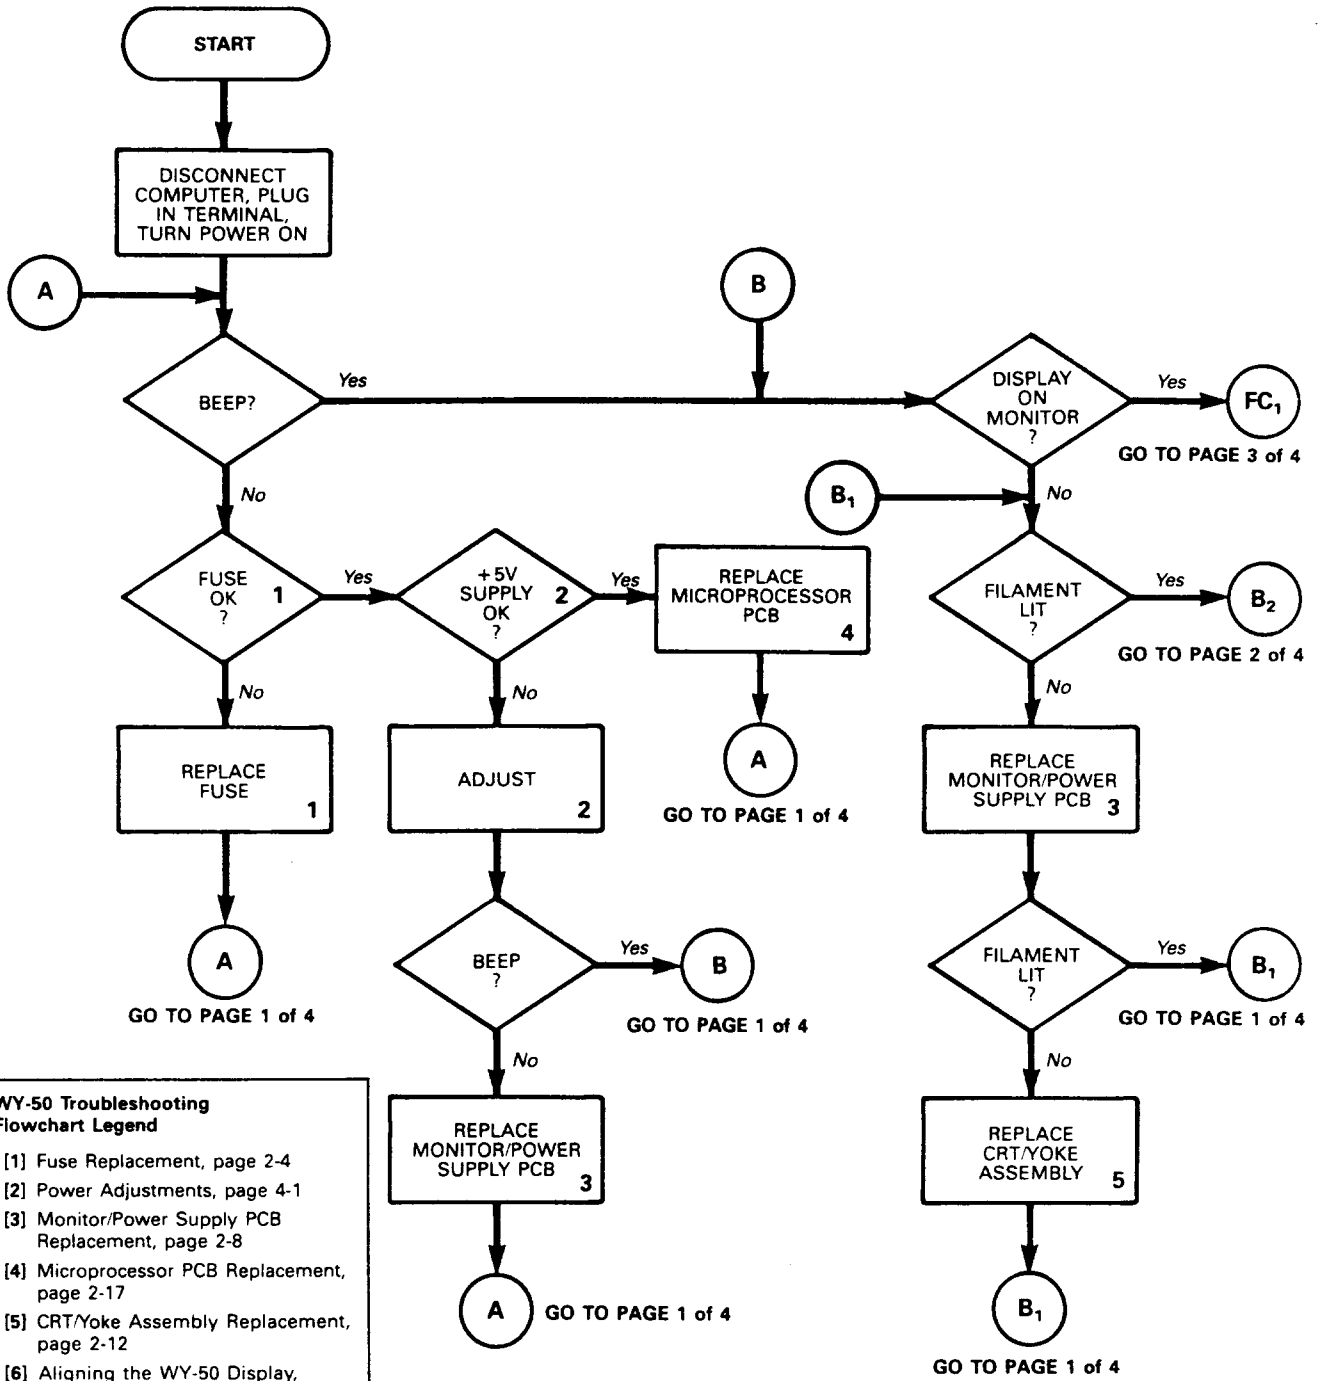 START
DISCONNECT
COMPUTER, PLUG
IN TERMINAL,
TURN POWER ON
A
B
BEEP?
Yes
DISPLAY
ON
MONITOR
?
Yes
FC1
GO TO PAGE 3 of 4
No
B1
No
FUSE
OK
?
1
Yes
+5V
SUPPLY
OK
?
2
Yes
REPLACE
MICROPROCESSOR
PCB
4
FILAMENT
LIT
?
Yes
B2
GO TO PAGE 2 of 4
No
No
No
REPLACE
FUSE
1
ADJUST
2
A
GO TO PAGE 1 of 4
REPLACE
MONITOR/POWER
SUPPLY PCB
3
A
GO TO PAGE 1 of 4
BEEP
?
Yes
B
GO TO PAGE 1 of 4
FILAMENT
LIT
?
Yes
B1
GO TO PAGE 1 of 4
No
No
REPLACE
MONITOR/POWER
SUPPLY PCB
3
REPLACE
CRT/YOKE
ASSEMBLY
5
A
GO TO PAGE 1 of 4
B1
GO TO PAGE 1 of 4
WY-50 Troubleshooting
Flowchart Legend
[1] Fuse Replacement, page 2-4
[2] Power Adjustments, page 4-1
[3] Monitor/Power Supply PCB
Replacement, page 2-8
[4] Microprocessor PCB Replacement,
page 2-17
[5] CRT/Yoke Assembly Replacement,
page 2-12
[6] Aligning the WY-50 Display,